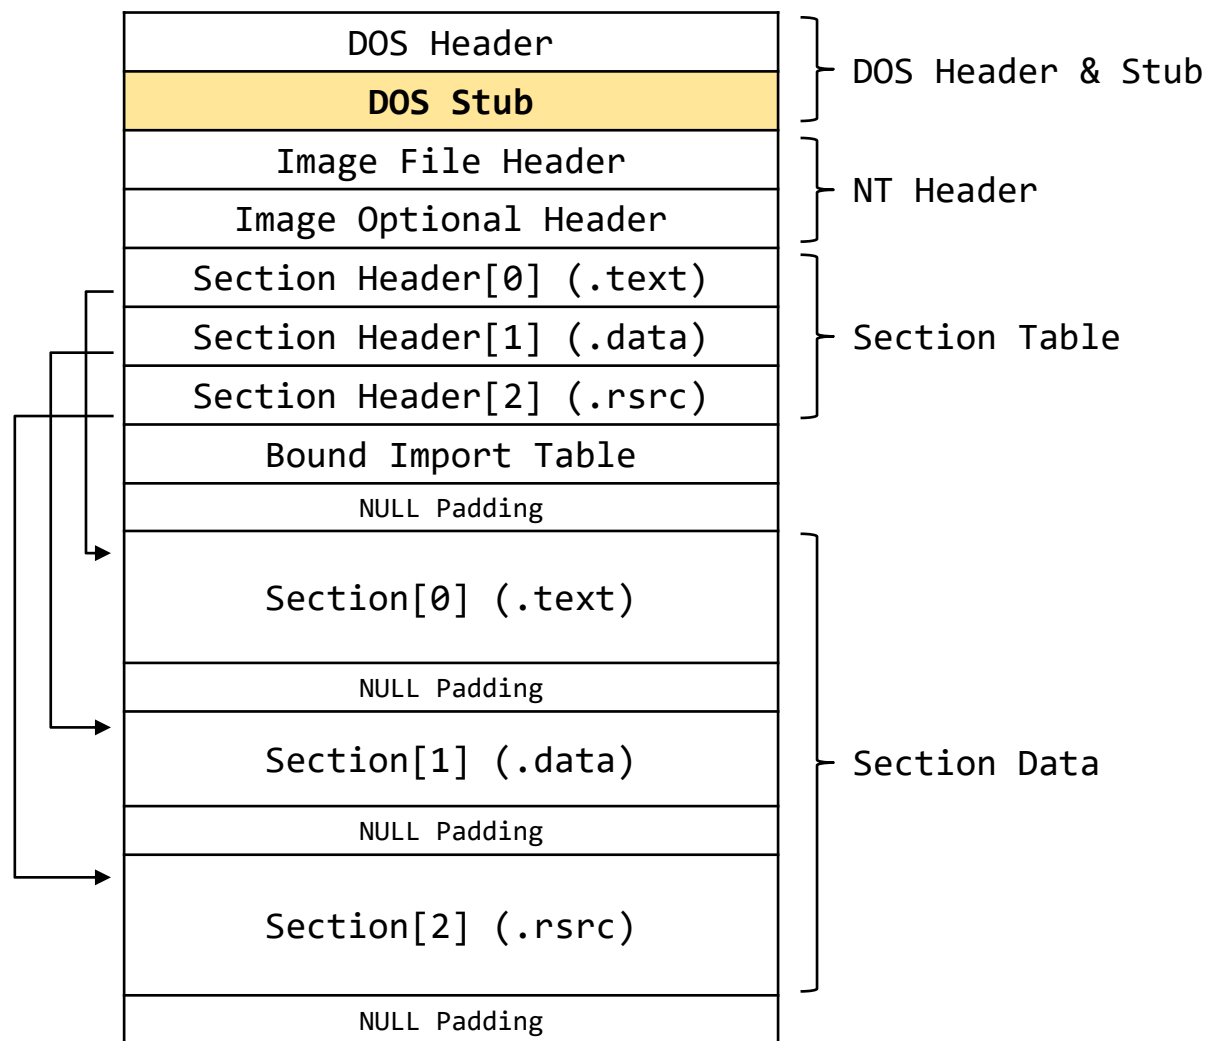 DOS Header
DOS Stub
DOS Header & Stub
Image File Header
Image Optional Header
NT Header
Section Header[0] (.text)
Section Header[1] (.data)
Section Header[2] (.rsrc)
Section Table
Bound Import Table
NULL Padding
Section[0] (.text)
NULL Padding
Section[1] (.data)
NULL Padding
Section[2] (.rsrc)
Section Data
NULL Padding